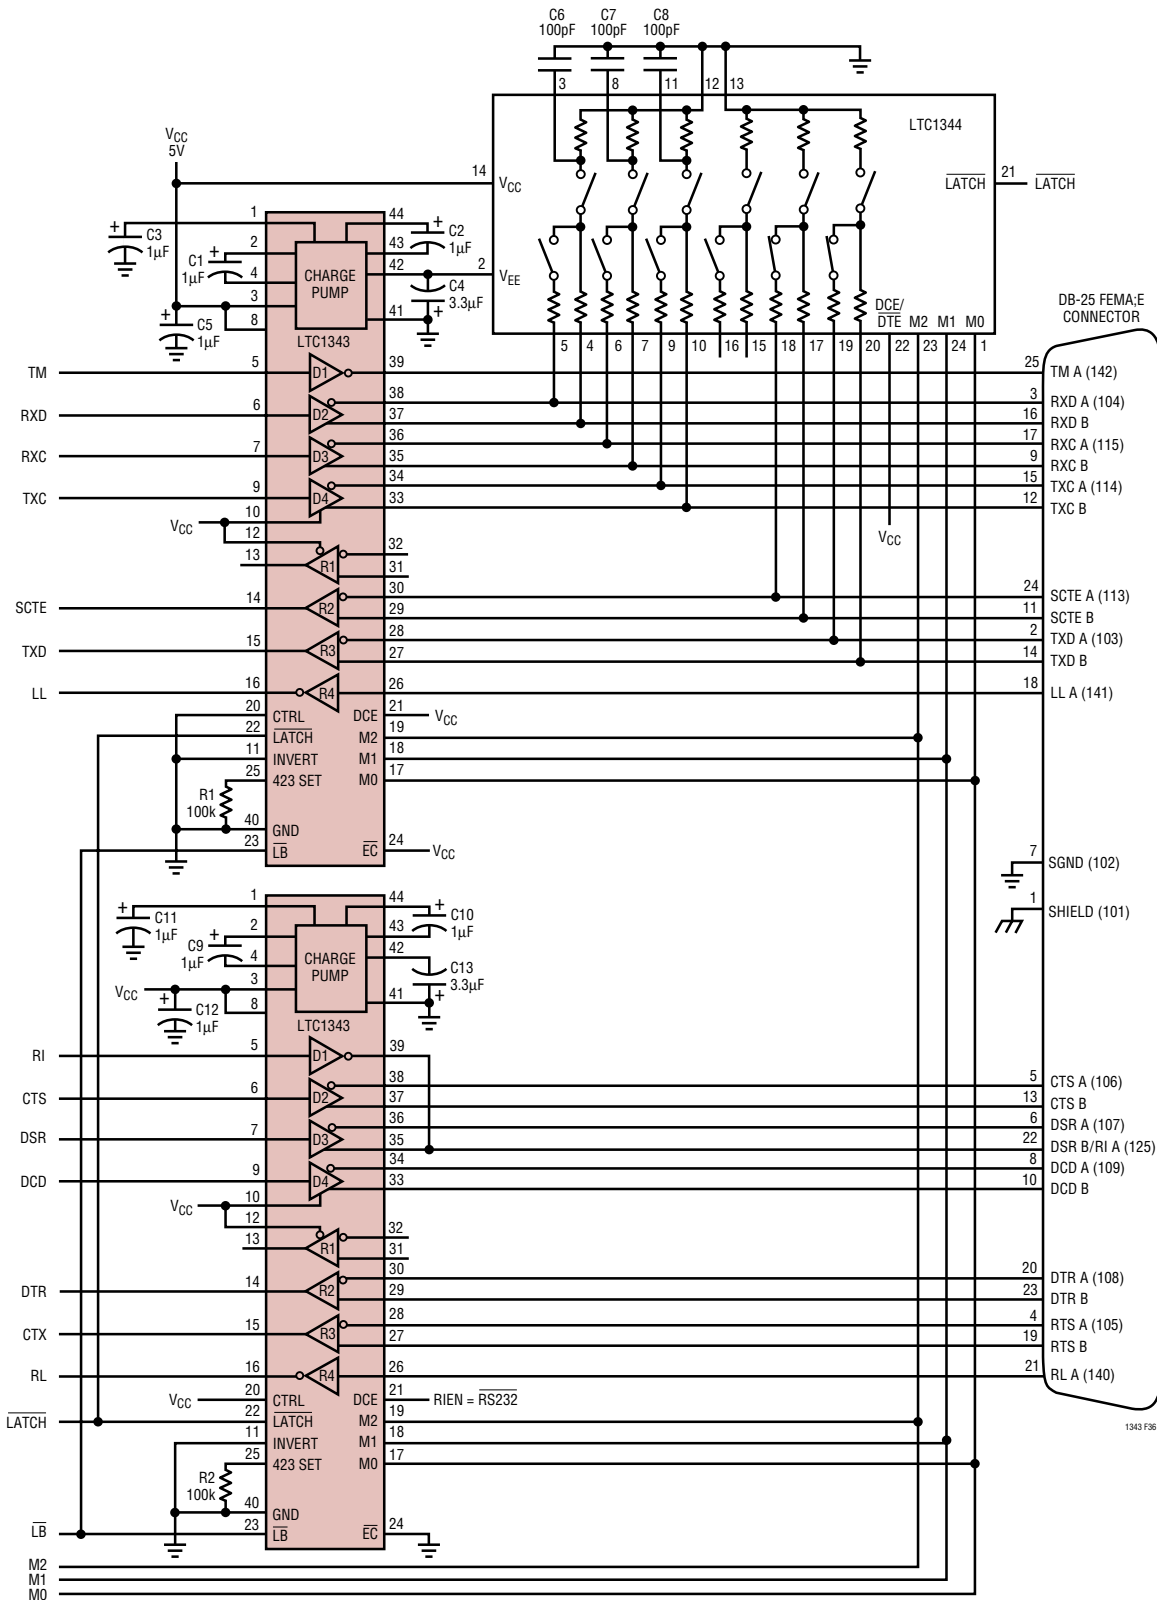 C6
100pF
C7
100pF
C8
100pF
3
8
11
12
13
LTC1344
VCC
5V
14
VCC
LATCH
21
LATCH
1
44
C3
1µF
2
43
C2
1µF
C1
1µF
4
42
2
VEE
CHARGE
PUMP
C4
3.3µF
3
41
8
C5
1µF
LTC1343
DCE/
DTE
M2
M1
M0
5
4
6
7
9
10
16
15
18
17
19
20
22
23
24
1
DB-25 FEMA;E
CONNECTOR
TM
5
D1
39
25
TM A (142)
RXD
6
D2
38
37
3
RXD A (104)
16
RXD B
RXC
7
D3
36
35
17
RXC A (115)
9
RXC B
TXC
9
D4
34
33
15
TXC A (114)
12
TXC B
VCC
10
12
VCC
13
R1
32
31
SCTE
14
R2
30
29
24
SCTE A (113)
11
SCTE B
TXD
15
R3
28
27
2
TXD A (103)
14
TXD B
LL
16
R4
26
18
LL A (141)
20
CTRL
DCE
21
VCC
22
LATCH
M2
19
11
INVERT
M1
18
25
423 SET
M0
17
R1
100k
40
GND
23
LB
EC
24
VCC
7
SGND (102)
1
SHIELD (101)
1
44
C11
1µF
2
43
C10
1µF
C9
1µF
4
42
CHARGE
PUMP
C13
3.3µF
VCC
3
41
8
C12
1µF
LTC1343
RI
5
D1
39
CTS
6
D2
38
37
5
CTS A (106)
13
CTS B
DSR
7
D3
36
35
6
DSR A (107)
22
DSR B/RI A (125)
DCD
9
D4
34
33
8
DCD A (109)
10
DCD B
VCC
10
12
13
R1
32
31
DTR
14
R2
30
29
20
DTR A (108)
23
DTR B
CTX
15
R3
28
27
4
RTS A (105)
19
RTS B
RL
16
R4
26
21
RL A (140)
VCC
20
CTRL
DCE
21
RIEN = RS232
LATCH
22
LATCH
M2
19
11
INVERT
M1
18
25
423 SET
M0
17
R2
100k
40
GND
LB
23
LB
EC
24
M2
M1
M0
1343 F36